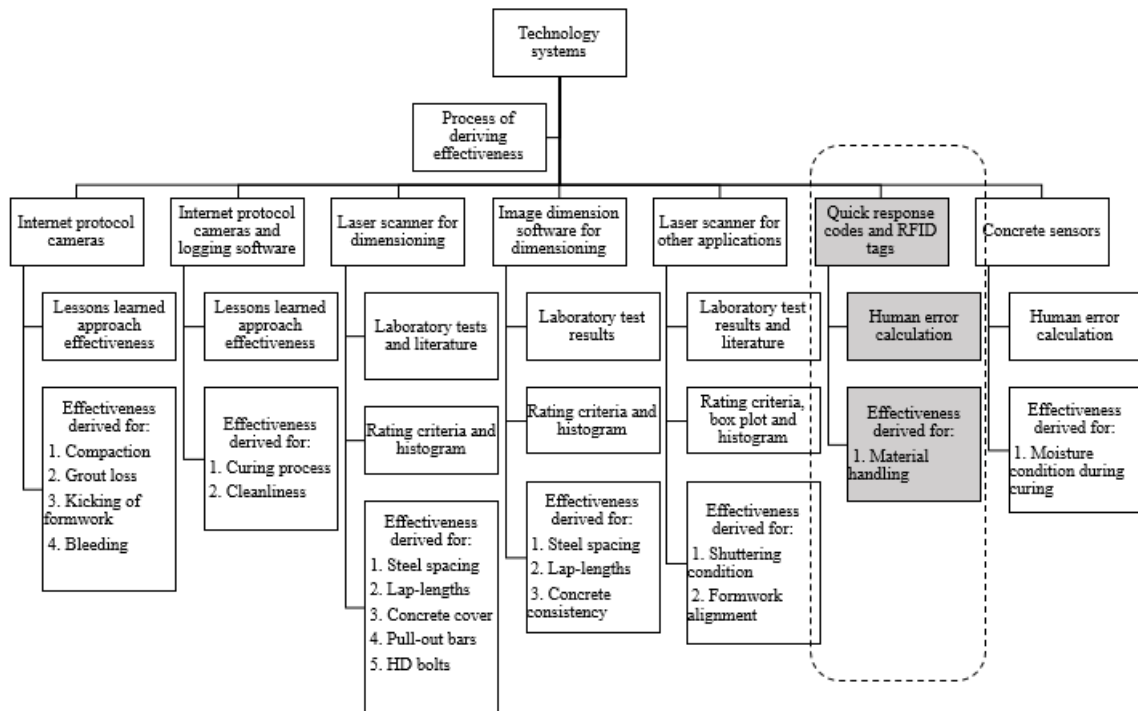 Technology
systems
Process of
deriving
effectiveness
Internet protocol
cameras
Internet protocol
cameras and
logging software
Laser scanner for
dimensioning
Image dimension
software for
dimensioning
Laser scanner for
other applications
Quick response
codes and RFID
tags
Concrete sensors
Lessons learned
approach
effectiveness
Effectiveness
derived for:
1. Compaction
2. Grout loss
3. Kicking of
formwork
4. Bleeding
Lessons learned
approach
effectiveness
Effectiveness
derived for:
1. Curing process
2. Cleanliness
Laboratory tests
and literature
Rating criteria and
histogram
Effectiveness
derived for:
1. Steel spacing
2. Lap-lengths
3. Concrete cover
4. Pull-out bars
5. HD bolts
Laboratory test
results
Rating criteria and
histogram
Effectiveness
derived for:
1. Steel spacing
2. Lap-lengths
3. Concrete
consistency
Laboratory test
results and
literature
Rating criteria,
box plot and
histogram
Effectiveness
derived for:
1. Shuttering
condition
2. Formwork
alignment
Human error
calculation
Effectiveness
derived for:
1. Material
handling
Human error
calculation
Effectiveness
derived for:
1. Moisture
condition during
curing